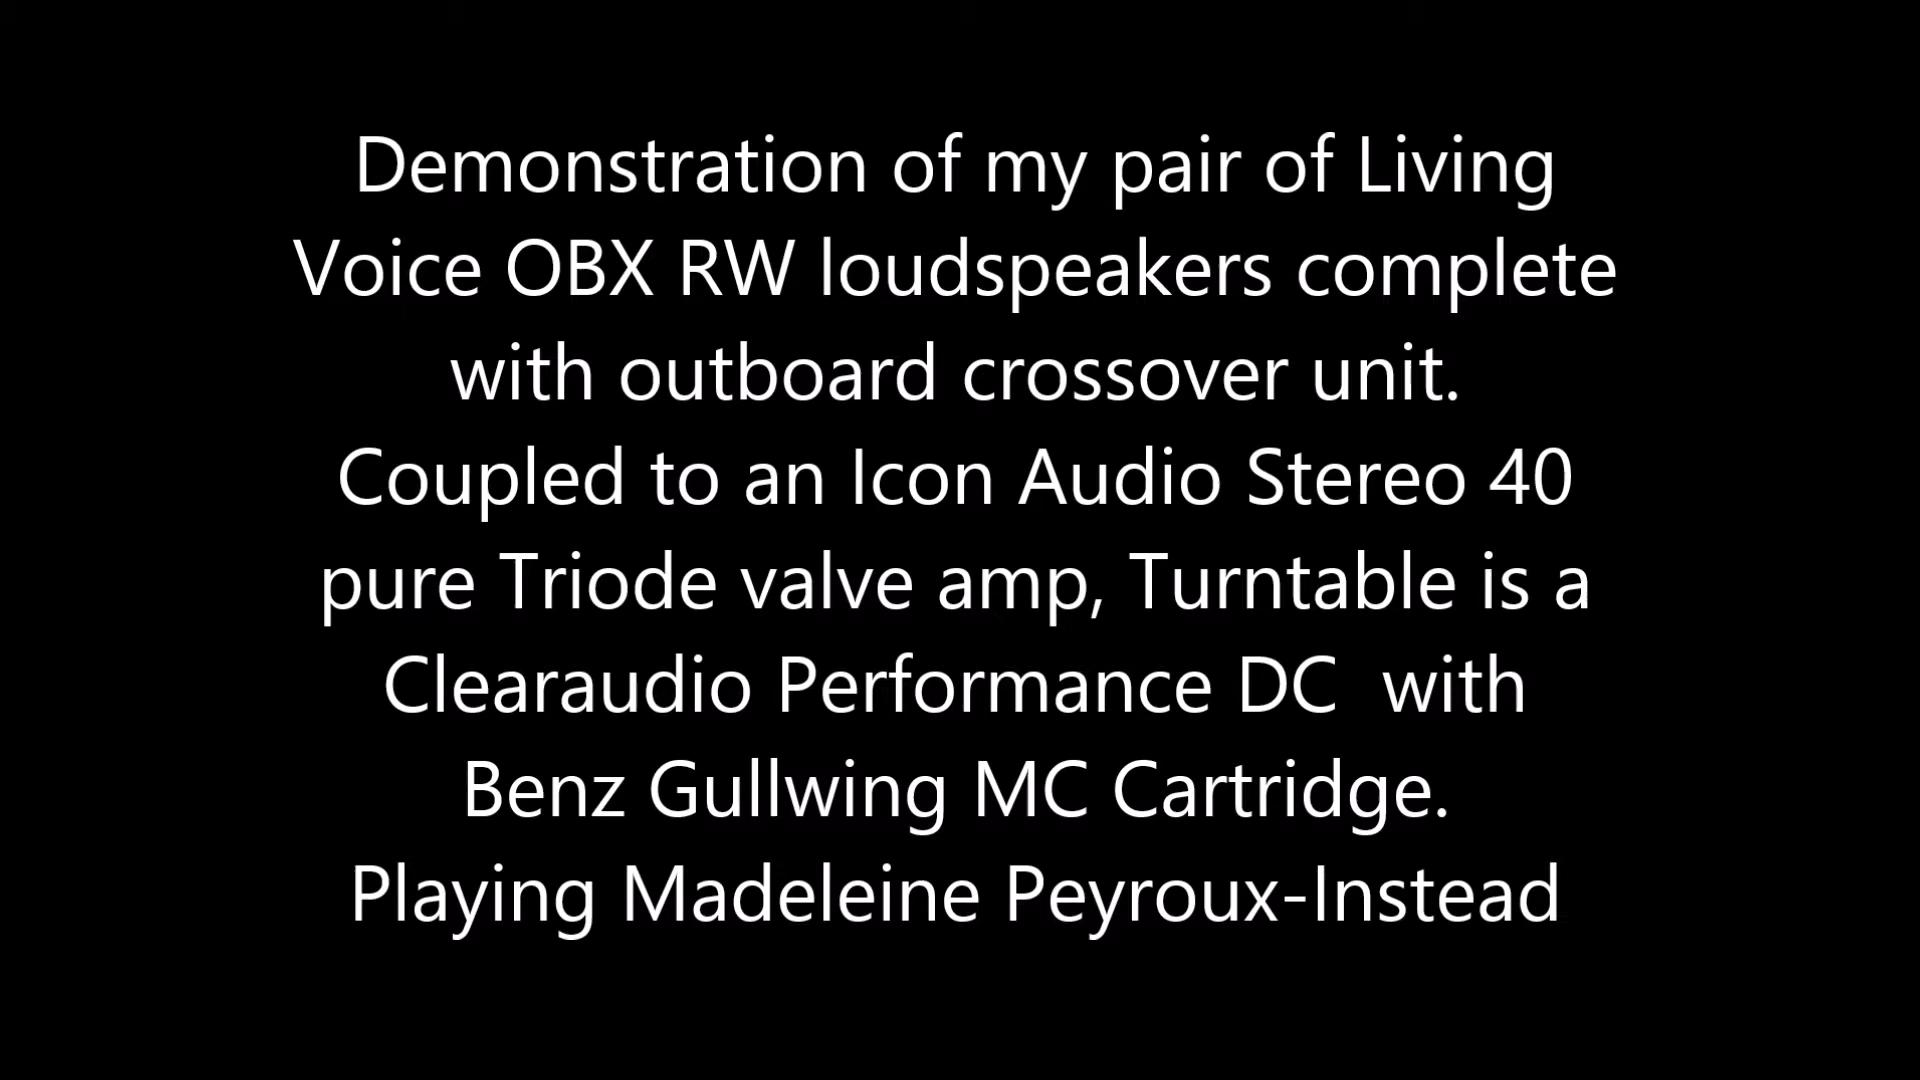 Demonstration of my pair of Living
Voice OBX RW loudspeakers complete
with outboard crossover unit.
Coupled to an Icon Audio Stereo 40
pure Triode valve amp, Turntable is a
Clearaudio Performance DC  with
Benz Gullwing MC Cartridge.
Playing Madeleine Peyroux-Instead